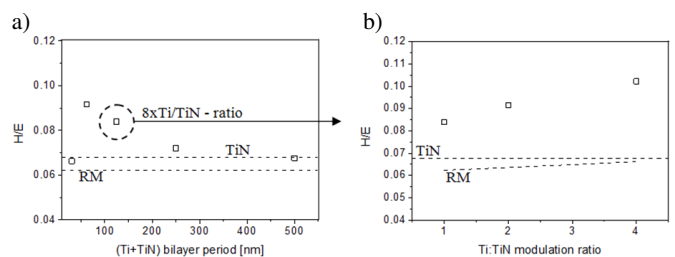 a)
b)
0.12
0.10
0.08
0.06
0.04
H/E
8xTi/TiN - ratio
TiN
RM
100
200
300
400
500
(Ti+TiN) bilayer period [nm]
0.12
0.11
0.10
0.09
0.08
0.07
0.06
0.05
0.04
H/E
TiN
RM
1
2
3
4
Ti:TiN modulation ratio